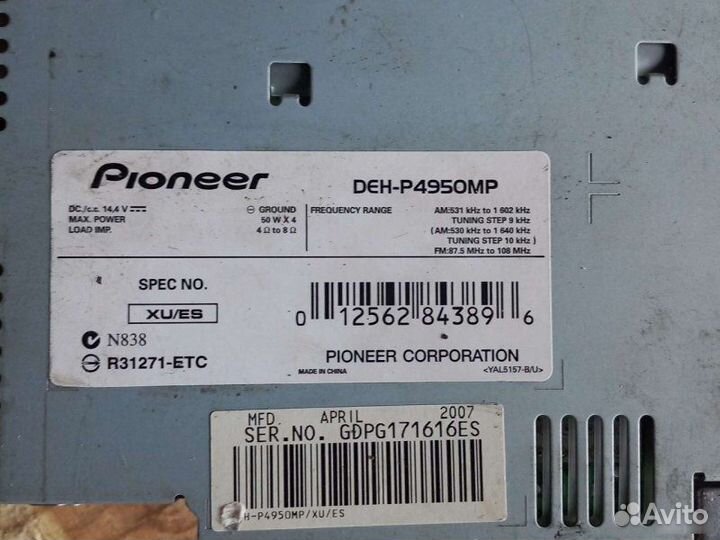 Pioneer
DEH-P4950MP
DC./c.c. 14,4 V
MAX. POWER
LOAD IMP.
GROUND
50 W X 4
4 Ω to 8 Ω
FREQUENCY RANGE
AM:531 kHz to 1 602 kHz
TUNING STEP 9 kHz
(AM:530 kHz to 1 640 kHz
TUNING STEP 10 kHz)
FM:87.5 MHz to 108 MHz
SPEC NO.
XU/ES
N838
R31271-ETC
0 12562 84389 6
PIONEER CORPORATION
MADE IN CHINA
<YAL5157-B/U>
MFD. APRIL 2007
SER.NO. GDPG171616ES
H-P4950MP/XU/ES
Avito